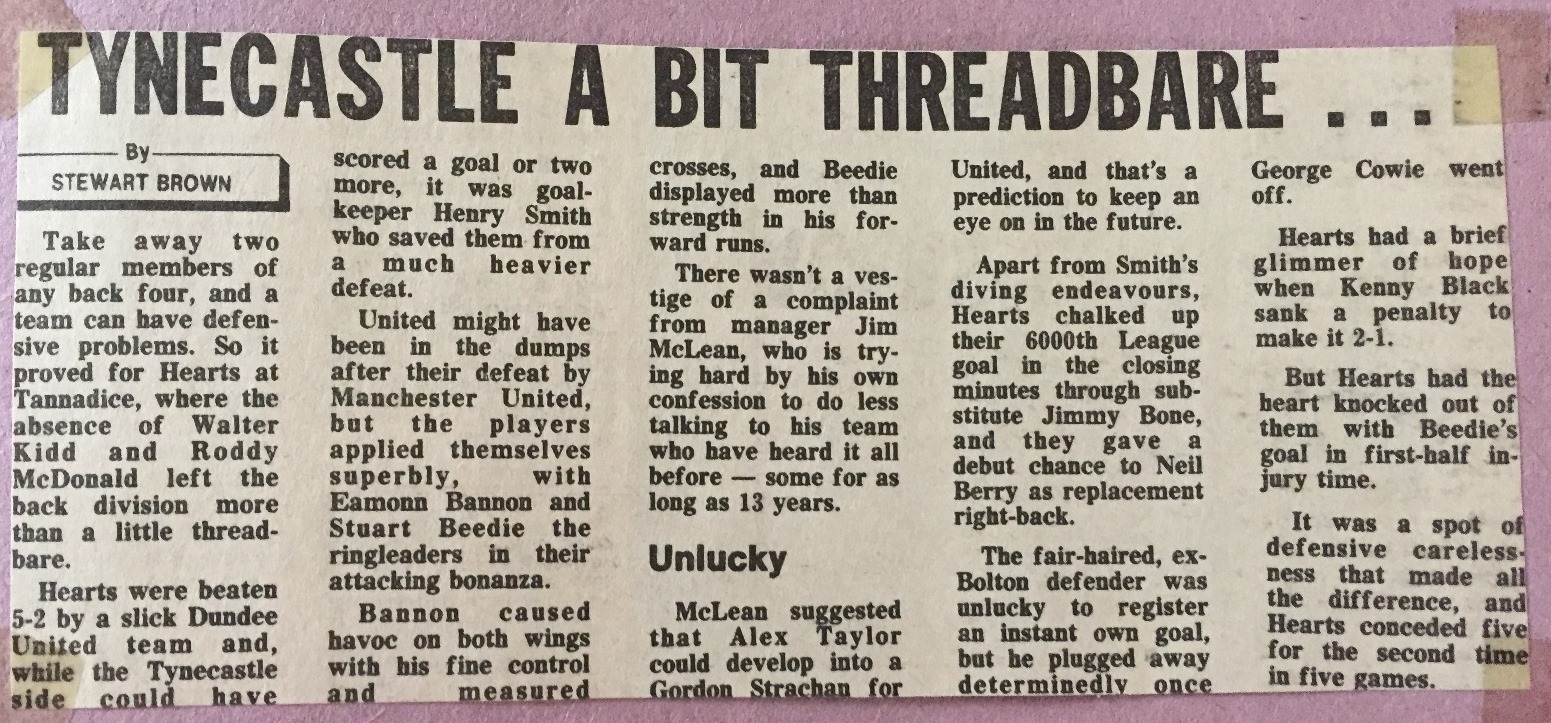 TYNECASTLE A BIT THREADBARE ...
By
STEWART BROWN
Take away two
regular members of
any back four, and a
team can have defen-
sive problems. So it
proved for Hearts at
Tannadice, where the
absence of Walter
Kidd and Roddy
McDonald left the
back division more
than a little thread-
bare.
Hearts were beaten
5-2 by a slick Dundee
United team and,
while the Tynecastle
side could have
scored a goal or two
more, it was goal-
keeper Henry Smith
who saved them from
a much heavier
defeat.
United might have
been in the dumps
after their defeat by
Manchester United,
but the players
applied themselves
superbly, with
Eamonn Bannon and
Stuart Beedie the
ringleaders in their
attacking bonanza.
Bannon caused
havoc on both wings
with his fine control
and measured
crosses, and Beedie
displayed more than
strength in his for-
ward runs.
There wasn't a ves-
tige of a complaint
from manager Jim
McLean, who is try-
ing hard by his own
confession to do less
talking to his team
who have heard it all
before — some for as
long as 13 years.
Unlucky
McLean suggested
that Alex Taylor
could develop into a
Gordon Strachan for
United, and that's a
prediction to keep an
eye on in the future.
Apart from Smith's
diving endeavours,
Hearts chalked up
their 6000th League
goal in the closing
minutes through sub-
stitute Jimmy Bone,
and they gave a
debut chance to Neil
Berry as replacement
right-back.
The fair-haired, ex-
Bolton defender was
unlucky to register
an instant own goal,
but he plugged away
determinedly once
George Cowie went
off.
Hearts had a brief
glimmer of hope
when Kenny Black
sank a penalty to
make it 2-1.
But Hearts had the
heart knocked out of
them with Beedie's
goal in first-half in-
jury time.
It was a spot of
defensive careless-
ness that made all
the difference, and
Hearts conceded five
for the second time
in five games.